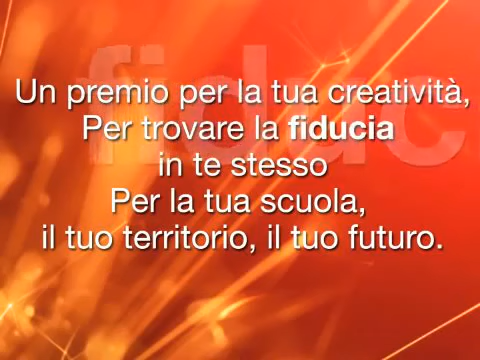 fiduc
Un premio per la tua creatività,
Per trovare la fiducia
in te stesso
Per la tua scuola,
il tuo territorio, il tuo futuro.